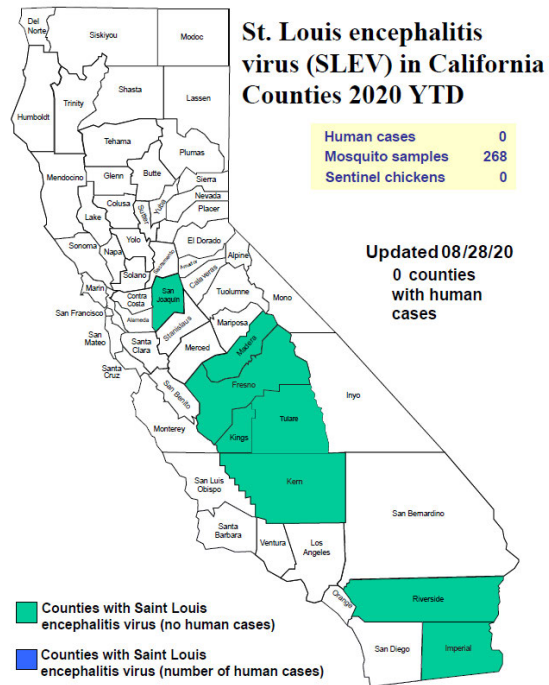 St. Louis encephalitis
virus (SLEV) in California
Counties 2020 YTD
Human cases 0
Mosquito samples 268
Sentinel chickens 0
Updated 08/28/20
0 counties
with human
cases
Del
Norte
Siskiyou
Modoc
Humboldt
Trinity
Shasta
Lassen
Tehama
Plumas
Mendocino
Glenn
Butte
Sierra
Colusa
Sutter
Yuba
Nevada
Placer
Lake
Sonoma
Napa
Yolo
Sacramento
El Dorado
Alpine
Amador
Solano
Calaveras
Marin
Contra
Costa
San
Joaquin
Tuolumne
Mono
San Francisco
Alameda
Stanislaus
Mariposa
San
Mateo
Santa
Clara
Merced
Madera
Santa
Cruz
San Benito
Fresno
Inyo
Monterey
Kings
Tulare
San Luis
Obispo
Kern
San Bernardino
Santa
Barbara
Ventura
Los
Angeles
Orange
Riverside
San Diego
Imperial
Counties with Saint Louis
encephalitis virus (no human cases)
Counties with Saint Louis
encephalitis virus (number of human cases)